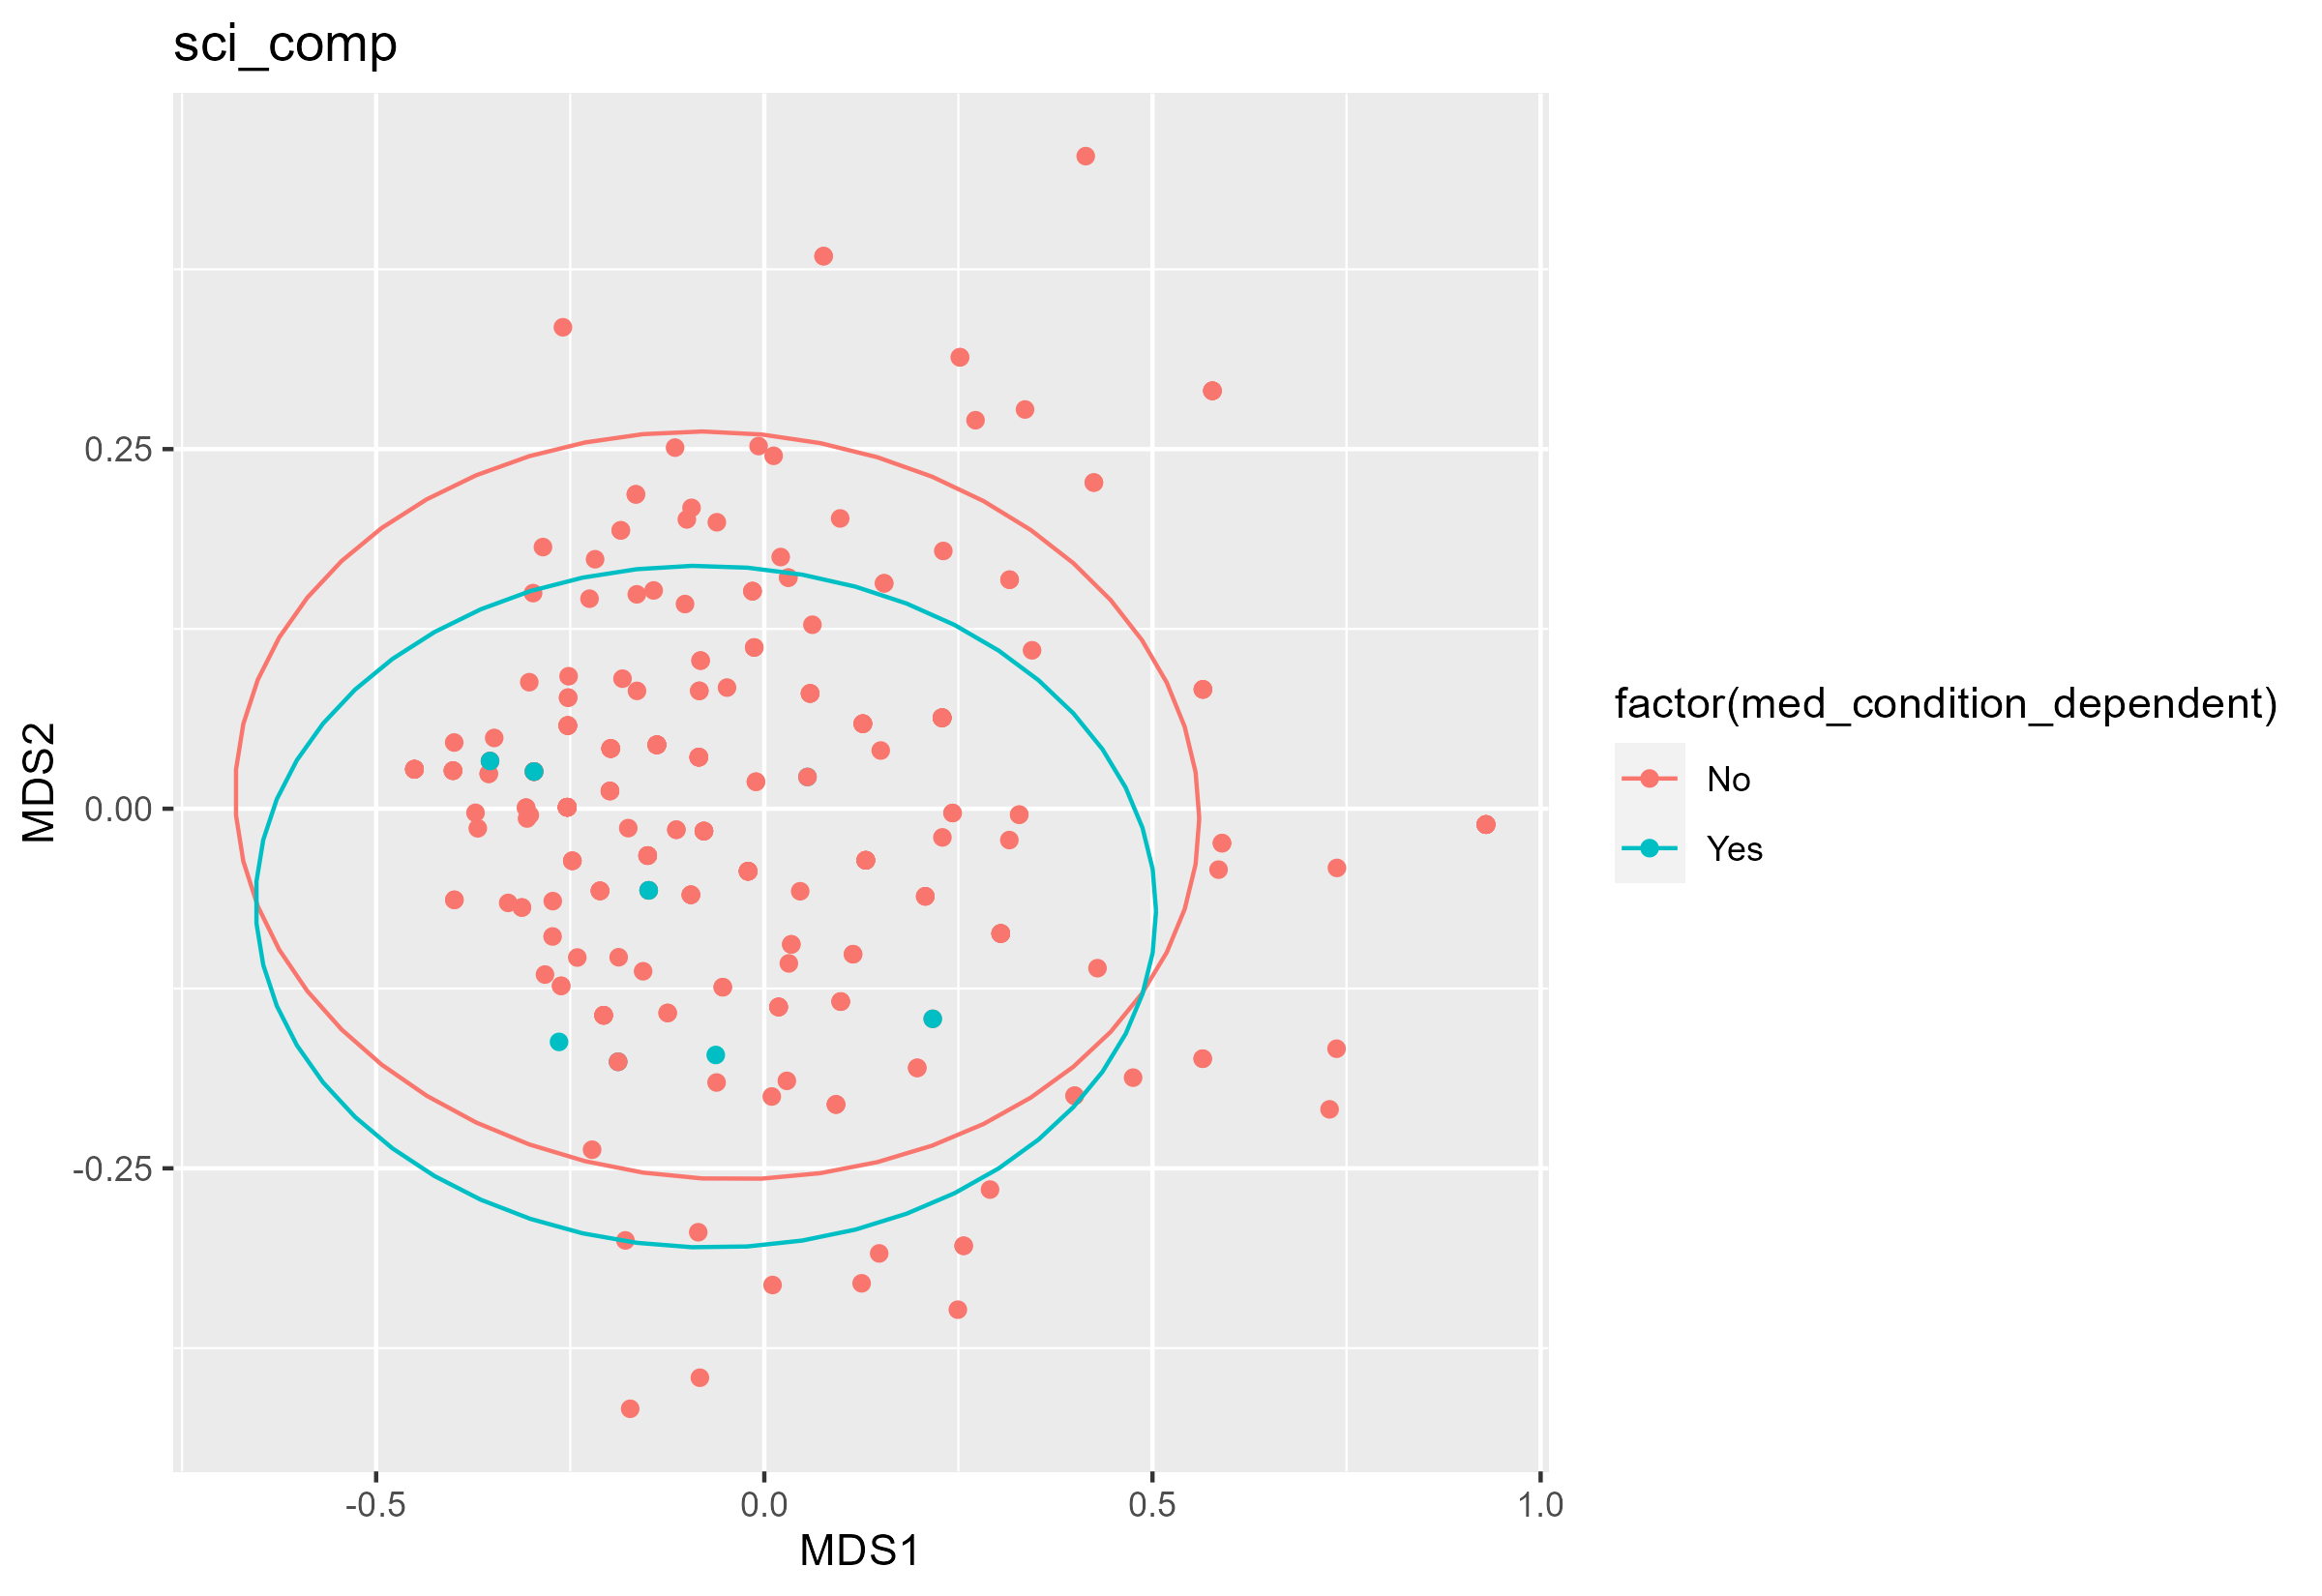 sci_comp
MDS2
0.25
0.00
-0.25
-0.5
0.0
0.5
1.0
MDS1
factor(med_condition_dependent)
No
Yes